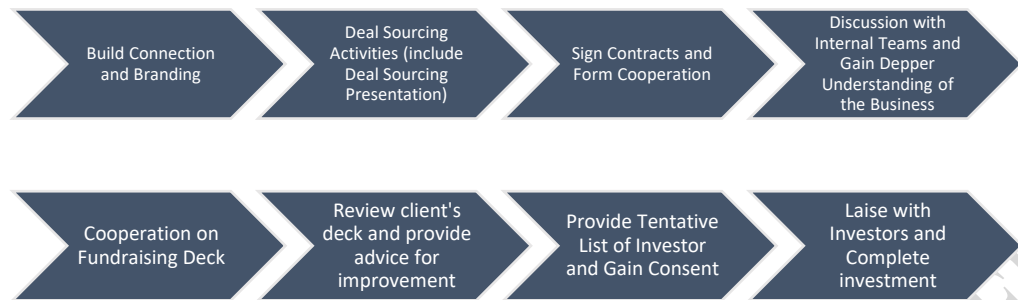 Build Connection
and Branding
Deal Sourcing
Activities (include
Deal Sourcing
Presentation)
Sign Contracts and
Form Cooperation
Discussion with
Internal Teams and
Gain Depper
Understanding of
the Business
Cooperation on
Fundraising Deck
Review client's
deck and provide
advice for
improvement
Provide Tentative
List of Investor
and Gain Consent
Laise with
Investors and
Complete
investment